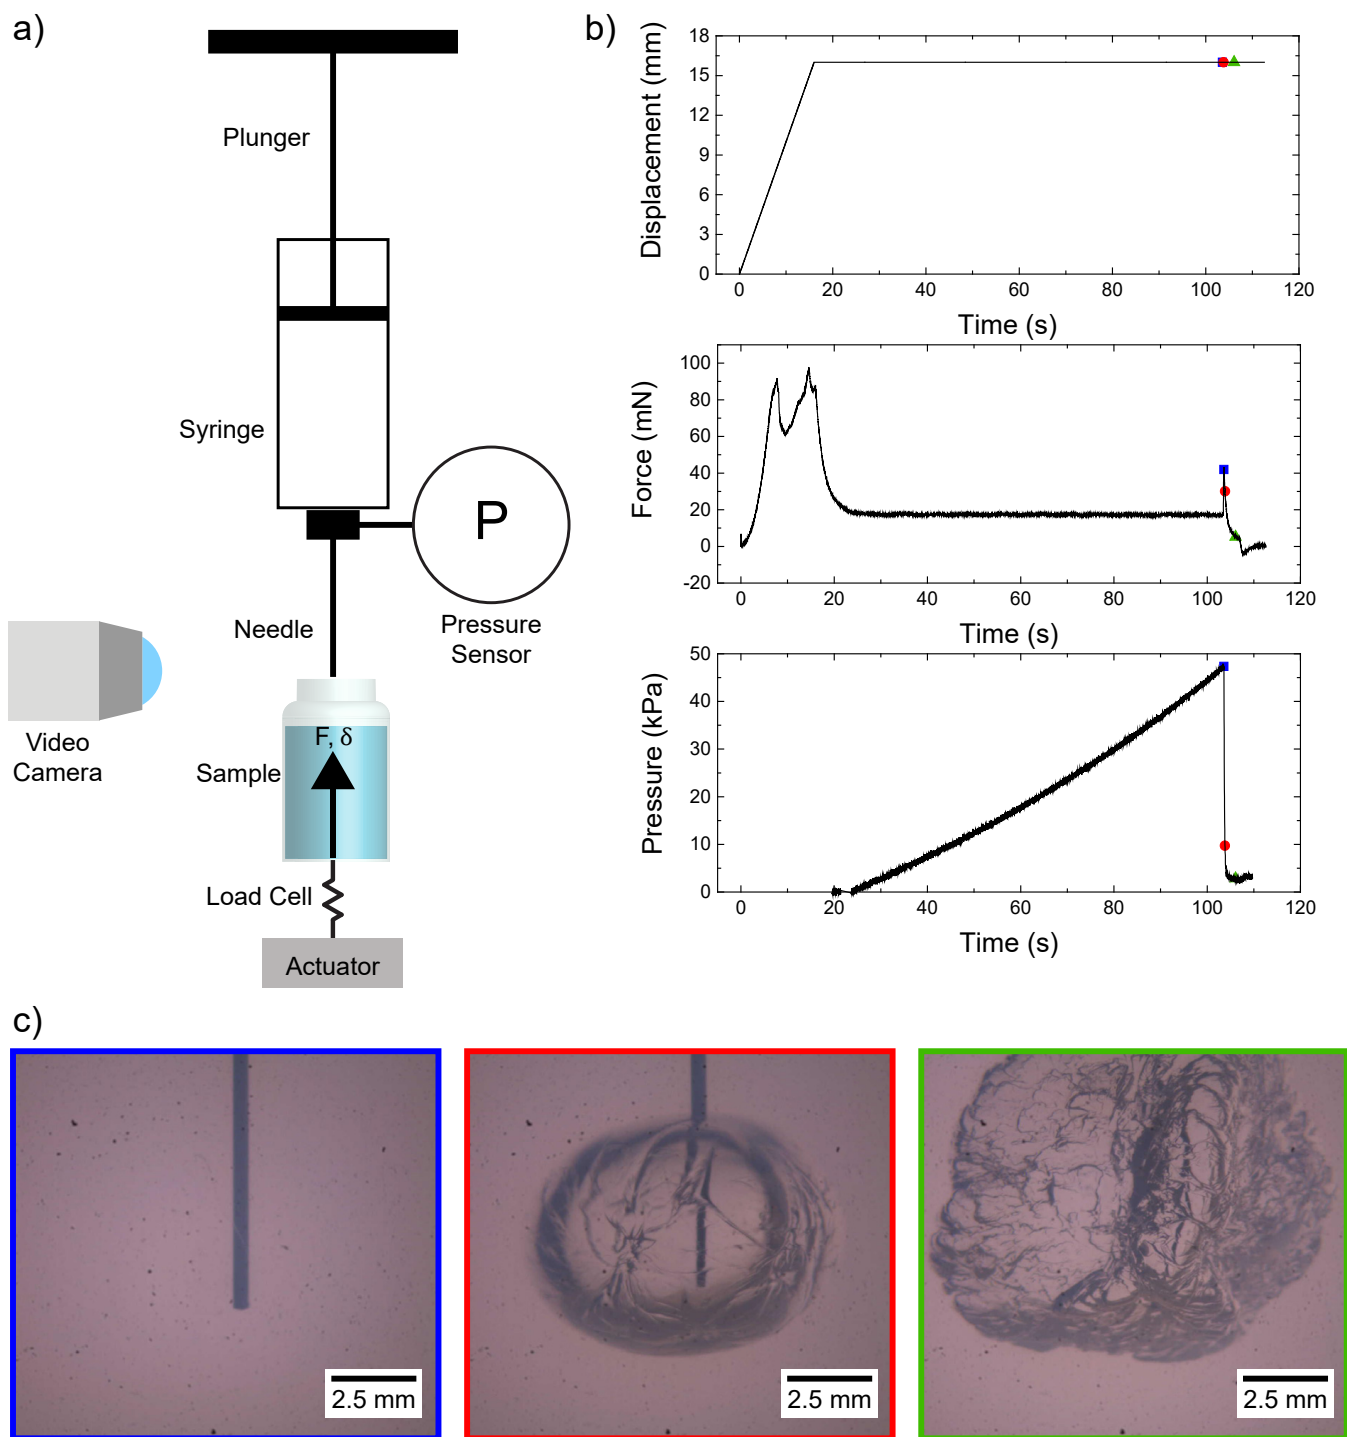 a)
Plunger
Syringe
P
Pressure
Sensor
Needle
Video
Camera
F, δ
Sample
Load Cell
Actuator
b)
Displacement (mm)
18
15
12
9
6
3
0
0 20 40 60 80 100 120
Time (s)
Force (mN)
100
80
60
40
20
0
-20
0 20 40 60 80 100 120
Time (s)
Pressure (kPa)
50
40
30
20
10
0
0 20 40 60 80 100 120
Time (s)
c)
2.5 mm
2.5 mm
2.5 mm